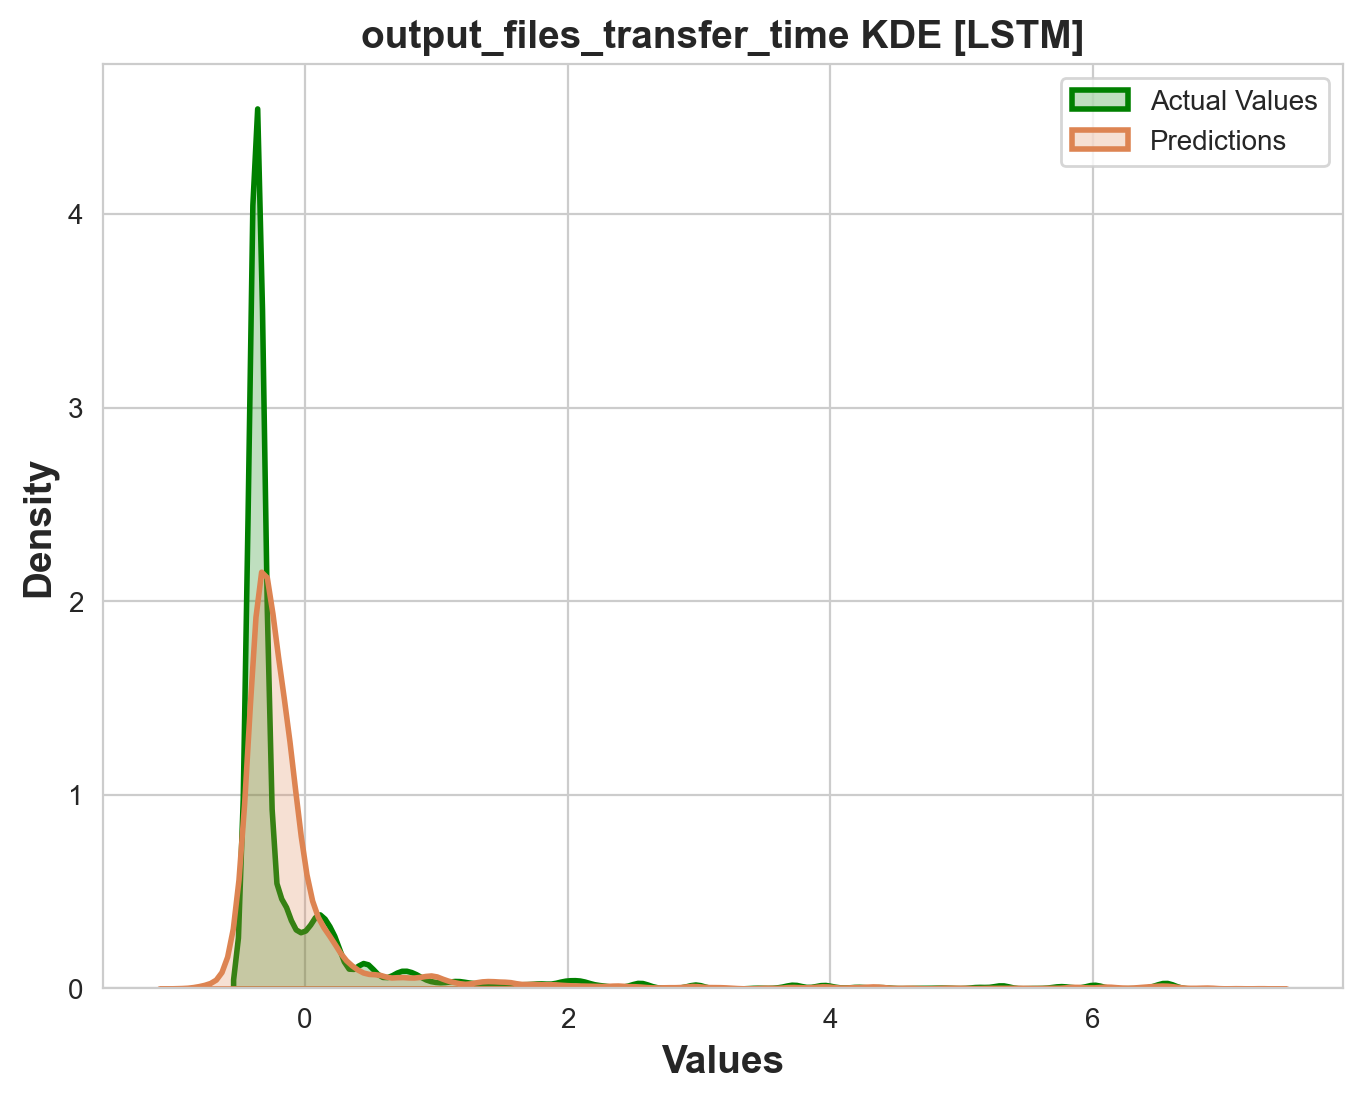 output_files_transfer_time KDE [LSTM]
Actual Values
Predictions
Density
4
3
2
1
0
0 2 4 6
Values